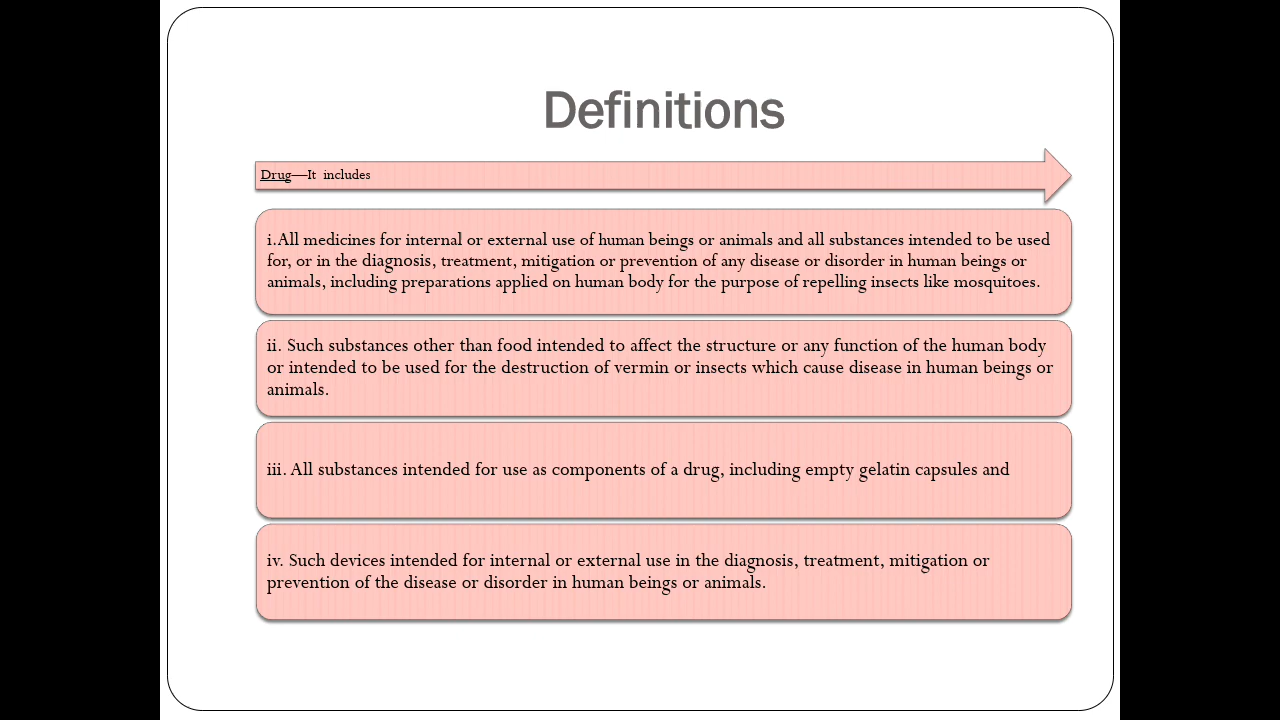 Definitions
Drug—It includes
i.All medicines for internal or external use of human beings or animals and all substances intended to be used
for, or in the diagnosis, treatment, mitigation or prevention of any disease or disorder in human beings or
animals, including preparations applied on human body for the purpose of repelling insects like mosquitoes.
ii. Such substances other than food intended to affect the structure or any function of the human body
or intended to be used for the destruction of vermin or insects which cause disease in human beings or
animals.
iii. All substances intended for use as components of a drug, including empty gelatin capsules and
iv. Such devices intended for internal or external use in the diagnosis, treatment, mitigation or
prevention of the disease or disorder in human beings or animals.